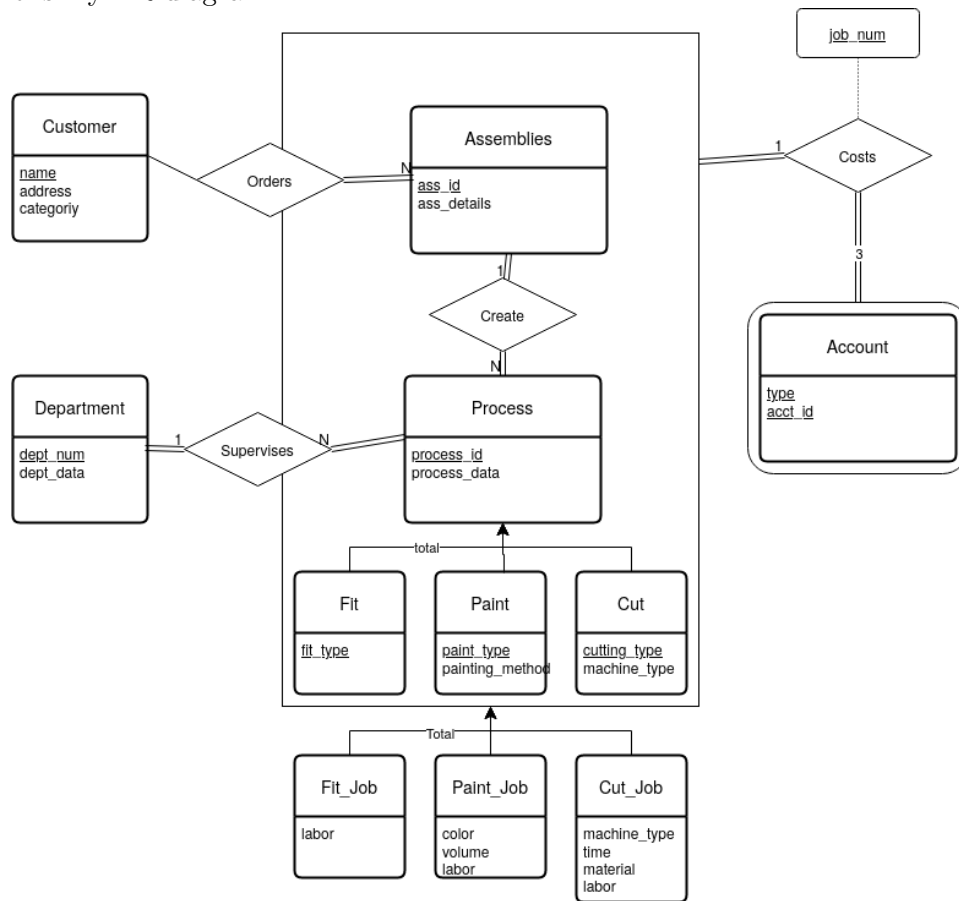 job_num
Customer
name
address
categoriy
Orders
N
Assemblies
ass_id
ass_details
1
Costs
3
1
Create
N
Account
type
acct_id
Department
dept_num
dept_data
1
Supervises
N
Process
process_id
process_data
total
Fit
fit_type
Paint
paint_type
painting_method
Cut
cutting_type
machine_type
Total
Fit_Job
labor
Paint_Job
color
volume
labor
Cut_Job
machine_type
time
material
labor